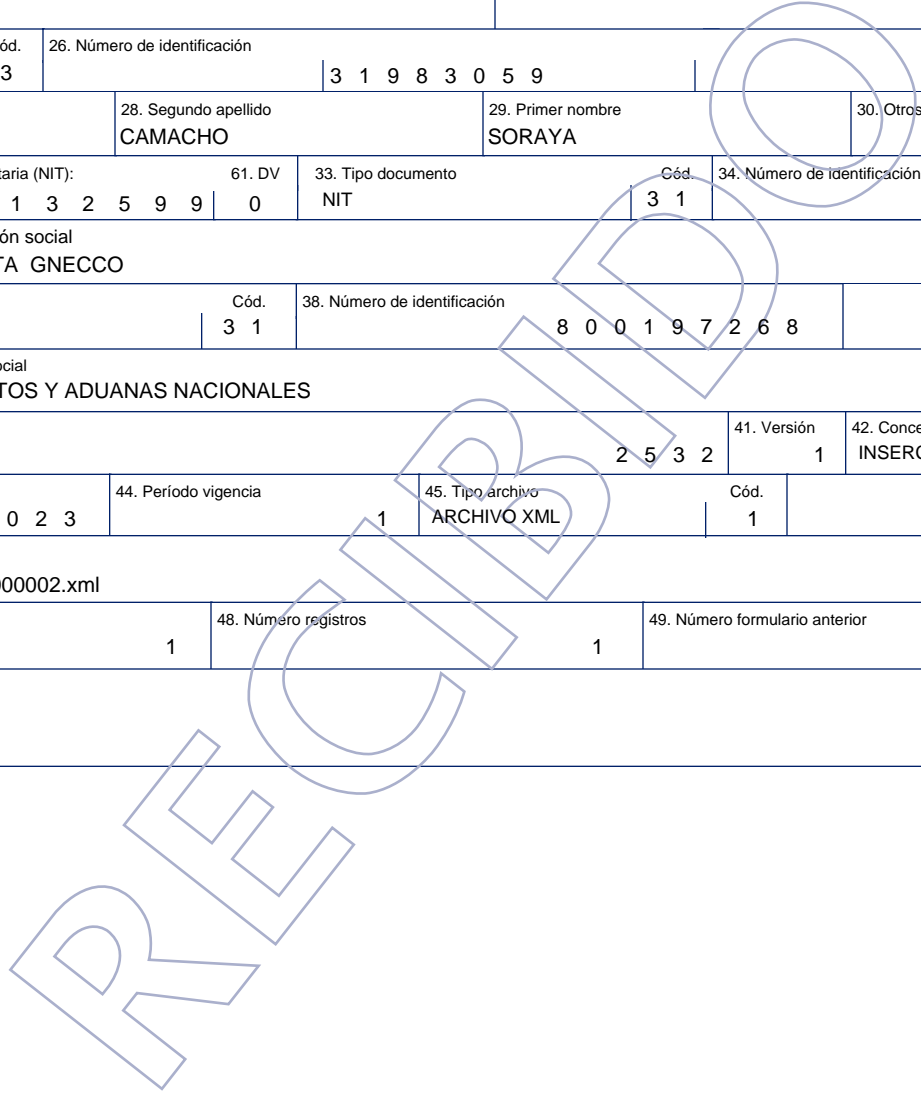 ód. 26. Número de identificación
3 3 1 9 8 3 0 5 9
28. Segundo apellido 29. Primer nombre 30. Otros
CAMACHO SORAYA
taria (NIT): 61. DV 33. Tipo documento Cód. 34. Número de identificación
1 3 2 5 9 9 0 NIT 3 1
ón social
TA GNECCO
Cód. 38. Número de identificación
3 1 8 0 0 1 9 7 2 6 8
ocial
TOS Y ADUANAS NACIONALES
41. Versión 42. Conce
2 5 3 2 1 INSERC
44. Período vigencia 45. Tipo archivo Cód.
0 2 3 1 ARCHIVO XML 1
000002.xml
48. Número registros 49. Número formulario anterior
1 1
RECIBIDO